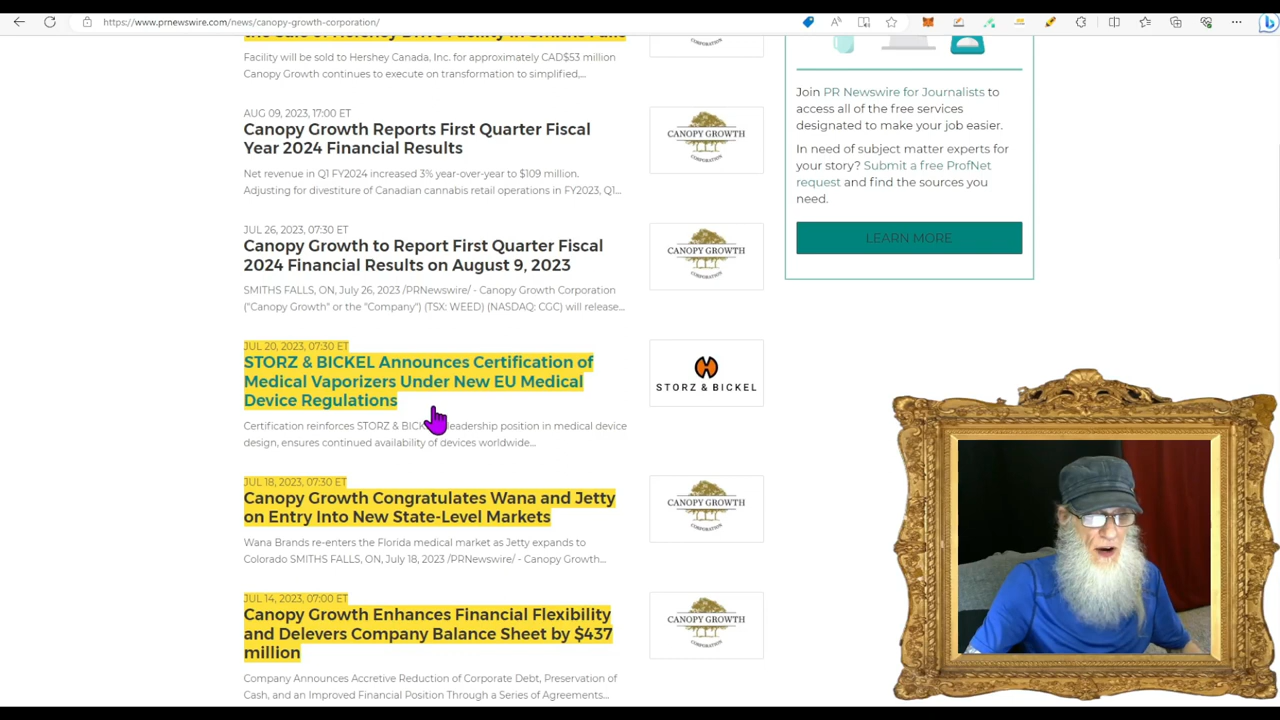 https://www.prnewswire.com/news/canopy-growth-corporation/
the Sale of Hershey Drive Facility in Smiths Falls
Facility will be sold to Hershey Canada, Inc. for approximately CAD$53 million
Canopy Growth continues to execute on transformation to simplified,...
AUG 09, 2023, 17:00 ET
Canopy Growth Reports First Quarter Fiscal
Year 2024 Financial Results
Net revenue in Q1 FY2024 increased 3% year-over-year to $109 million.
Adjusting for divestiture of Canadian cannabis retail operations in FY2023, Q1...
CANOPY GROWTH
CORPORATION
JUL 26, 2023, 07:30 ET
Canopy Growth to Report First Quarter Fiscal
2024 Financial Results on August 9, 2023
SMITHS FALLS, ON, July 26, 2023 /PRNewswire/ - Canopy Growth Corporation
("Canopy Growth" or the "Company") (TSX: WEED) (NASDAQ: CGC) will release...
CANOPY GROWTH
CORPORATION
JUL 20, 2023, 07:30 ET
STORZ & BICKEL Announces Certification of
Medical Vaporizers Under New EU Medical
Device Regulations
Certification reinforces STORZ & BICK leadership position in medical device
design, ensures continued availability of devices worldwide...
STORZ & BICKEL
JUL 18, 2023, 07:30 ET
Canopy Growth Congratulates Wana and Jetty
on Entry Into New State-Level Markets
Wana Brands re-enters the Florida medical market as Jetty expands to
Colorado SMITHS FALLS, ON, July 18, 2023 /PRNewswire/ - Canopy Growth...
CANOPY GROWTH
CORPORATION
JUL 14, 2023, 07:00 ET
Canopy Growth Enhances Financial Flexibility
and Delevers Company Balance Sheet by $437
million
Company Announces Accretive Reduction of Corporate Debt, Preservation of
Cash, and an Improved Financial Position Through a Series of Agreements...
CANOPY GROWTH
CORPORATION
Join PR Newswire for Journalists to
access all of the free services
designated to make your job easier.
In need of subject matter experts for
your story? Submit a free ProfNet
request and find the sources you
need.
LEARN MORE